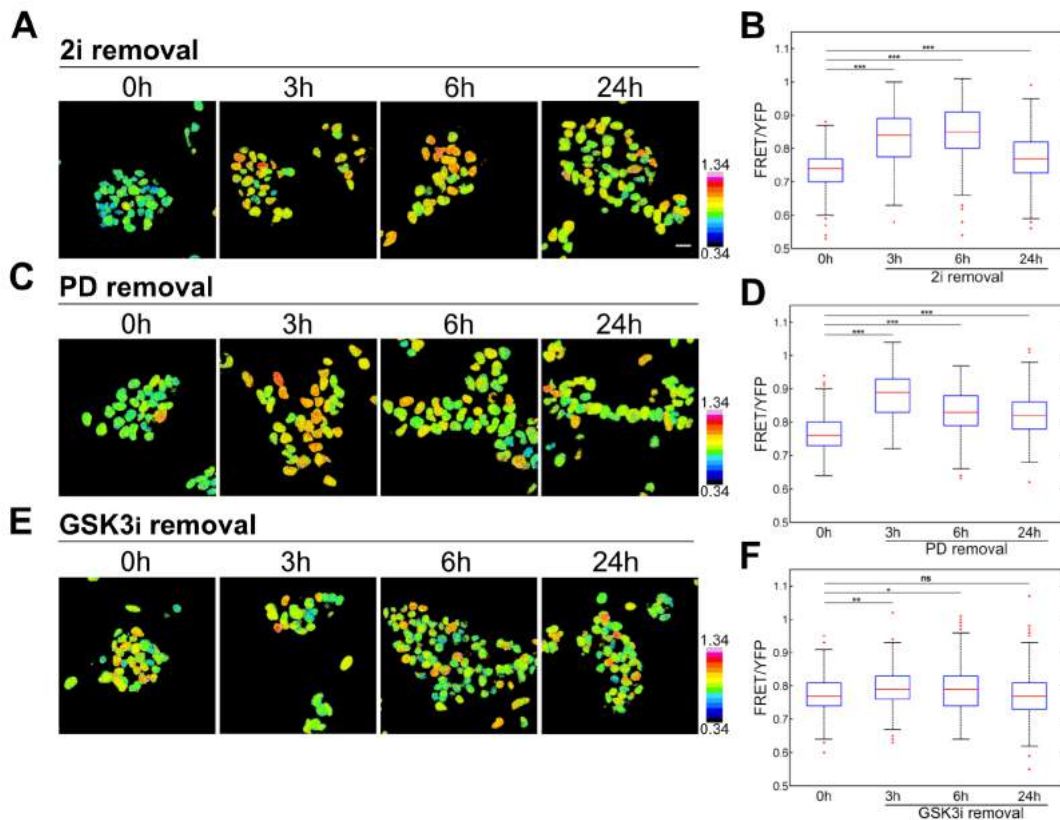 A
2i removal
0h 3h 6h 24h
1.34
0.34
B
FRET/YFP
1.1
1
0.9
0.8
0.7
0.6
0.5
***
***
***
0h 3h 6h 24h
2i removal
C
PD removal
0h 3h 6h 24h
1.34
0.34
D
FRET/YFP
1.1
1
0.9
0.8
0.7
0.6
0.5
***
***
***
0h 3h 6h 24h
PD removal
E
GSK3i removal
0h 3h 6h 24h
1.34
0.34
F
FRET/YFP
1.1
1
0.9
0.8
0.7
0.6
0.5
ns
*
**
0h 3h 6h 24h
GSK3i removal